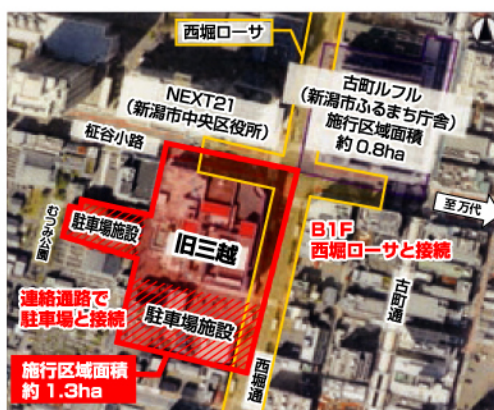 西堀ローサ
NEXT21
（新潟市中央区役所）
古町ルフル
（新潟市ふるまち庁舎）
施行区域面積
約0.8ha
柾谷小路
至万代
むつみ公園
駐車場施設
旧三越
B1F
西堀ローサと接続
連絡通路で
駐車場と接続
駐車場施設
古町通
西堀通
施行区域面積
約1.3ha